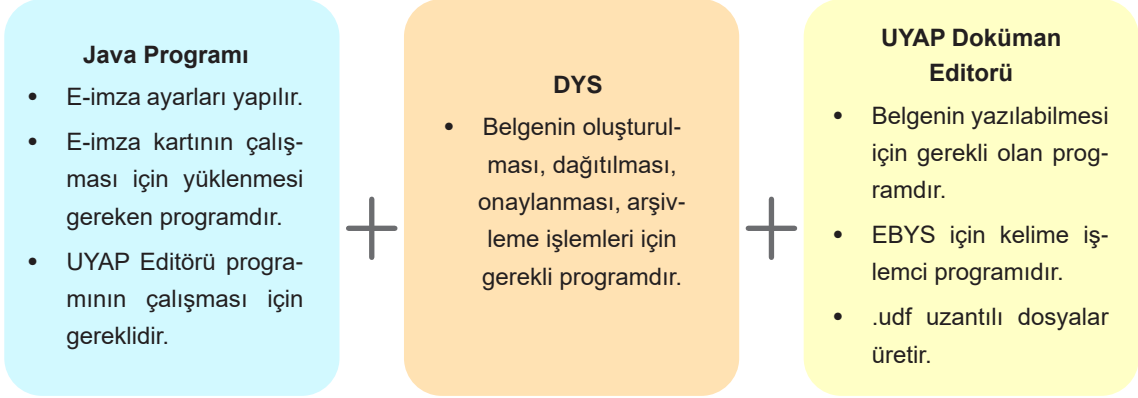 Java Programı
• E-imza ayarları yapılır.
• E-imza kartının çalış-
ması için yüklenmesi
gereken programdır.
• UYAP Editörü progra-
mının çalışması için
gereklidir.
DYS
• Belgenin oluşturul-
ması, dağıtılması,
onaylanması, arşiv-
leme işlemleri için
gerekli programdır.
UYAP Doküman
Editorü
• Belgenin yazılabilmesi
için gerekli olan prog-
ramdır.
• EBYS için kelime iş-
lemci programıdır.
• .udf uzantılı dosyalar
üretir.